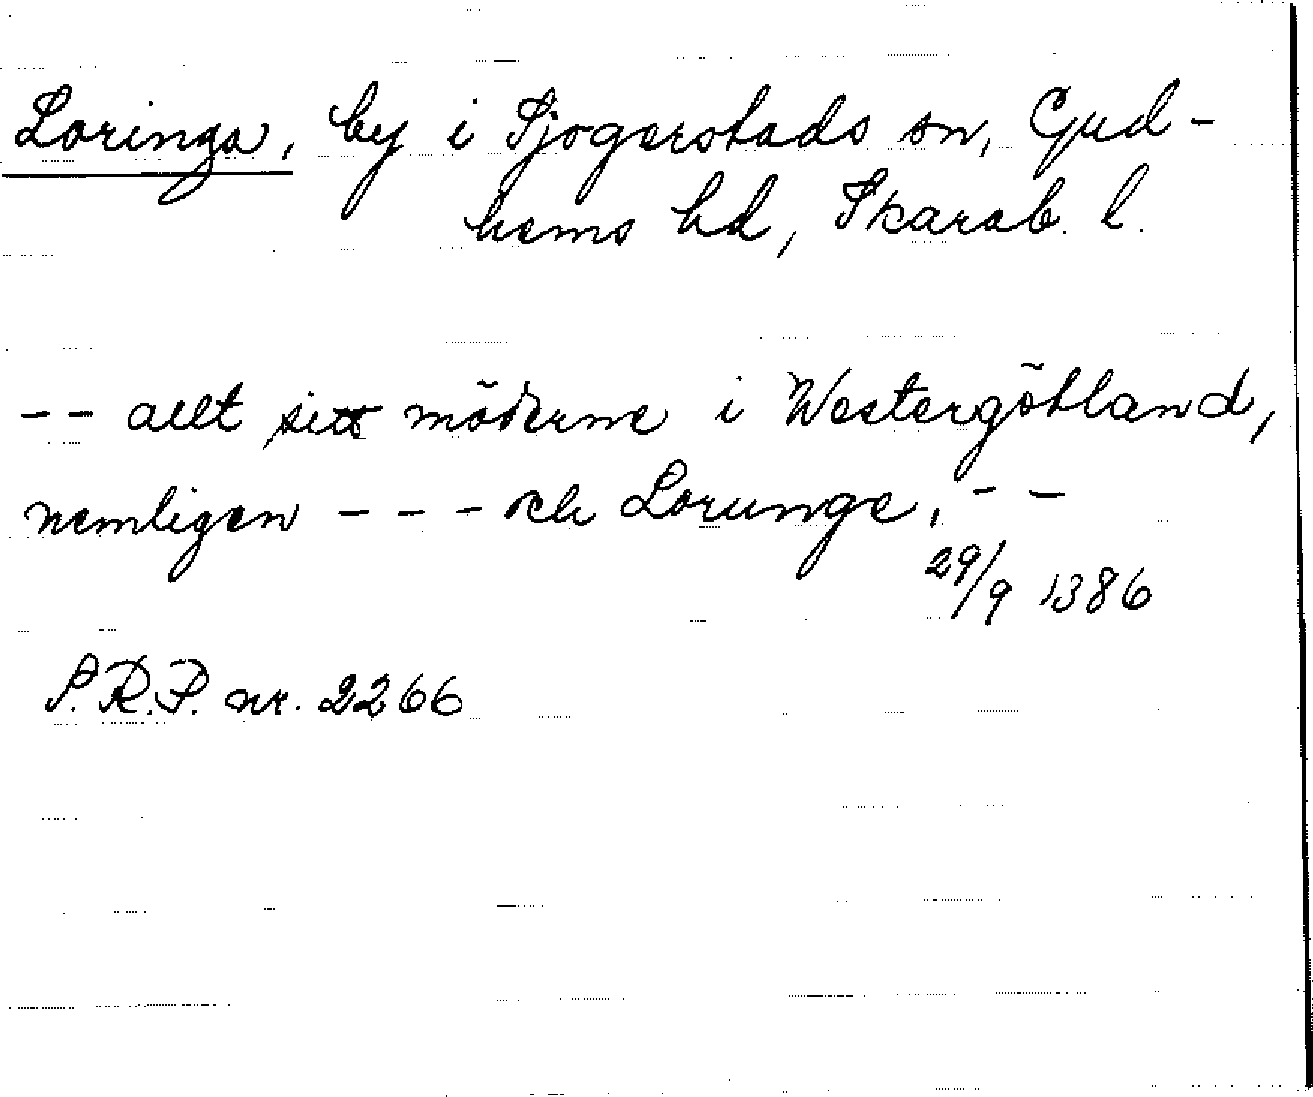 Loringa, by i Sjogerstads sn, Gud-
hems hd, Skarab. l.
-- allt sitt möderne i Westergötland,
nemligen --- och Lorunge, --
29/9 1386
S.R.P. nr. 2266